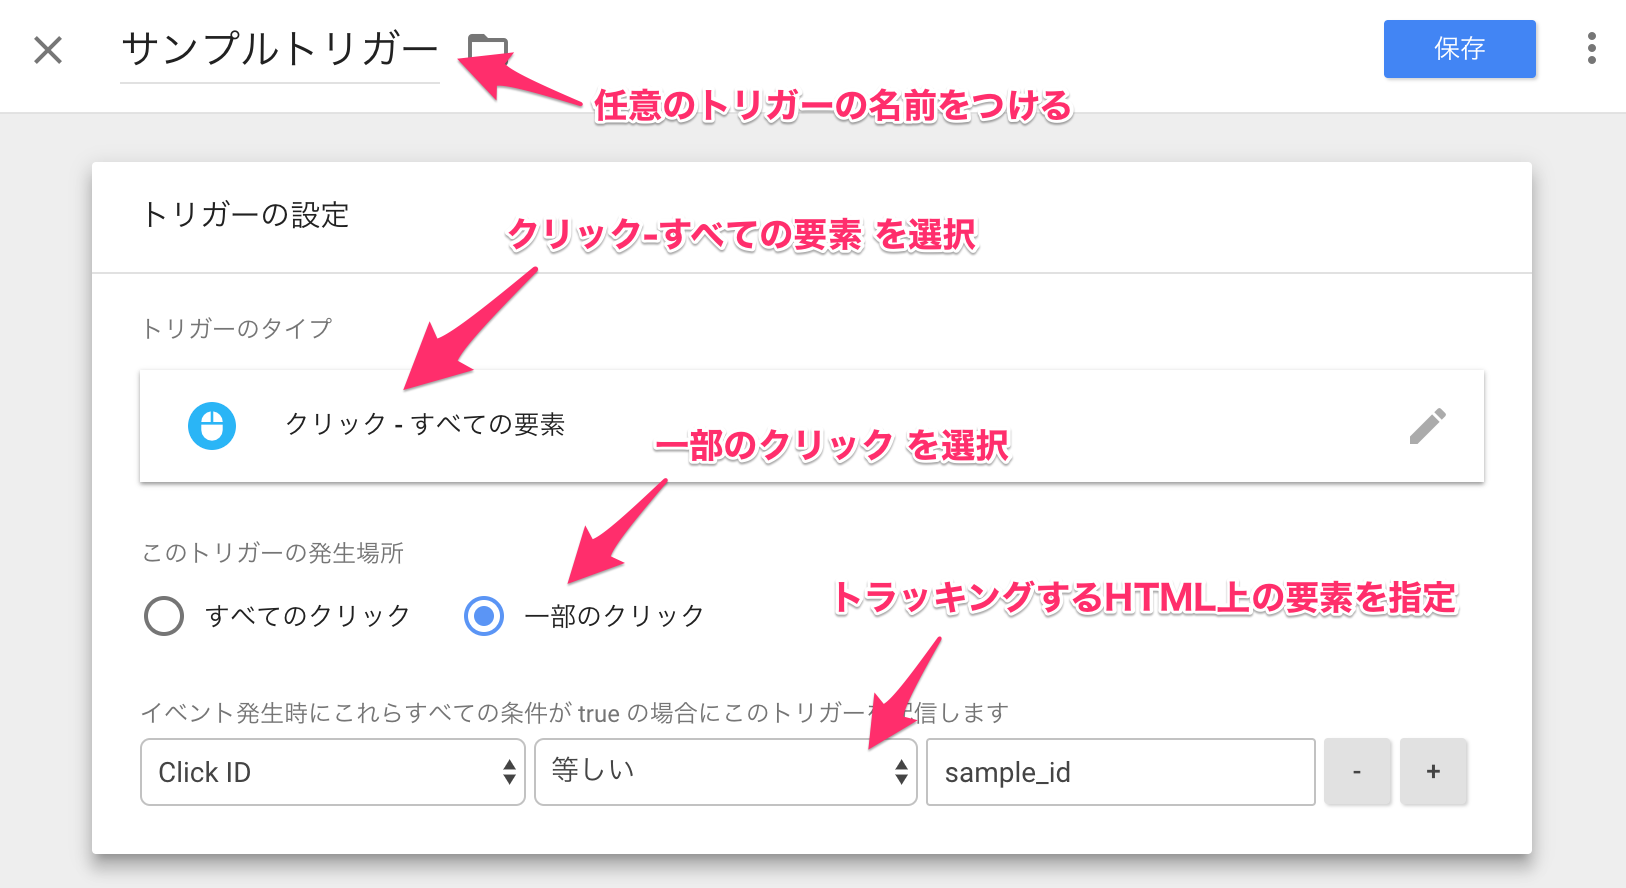 サンプルトリガー
保存
任意のトリガーの名前をつける
トリガーの設定
クリック-すべての要素 を選択
トリガーのタイプ
クリック - すべての要素
一部のクリック を選択
このトリガーの発生場所
すべてのクリック
一部のクリック
トラッキングするHTML上の要素を指定
イベント発生時にこれらすべての条件が true の場合にこのトリガーを配信します
Click ID
等しい
sample_id
-
+